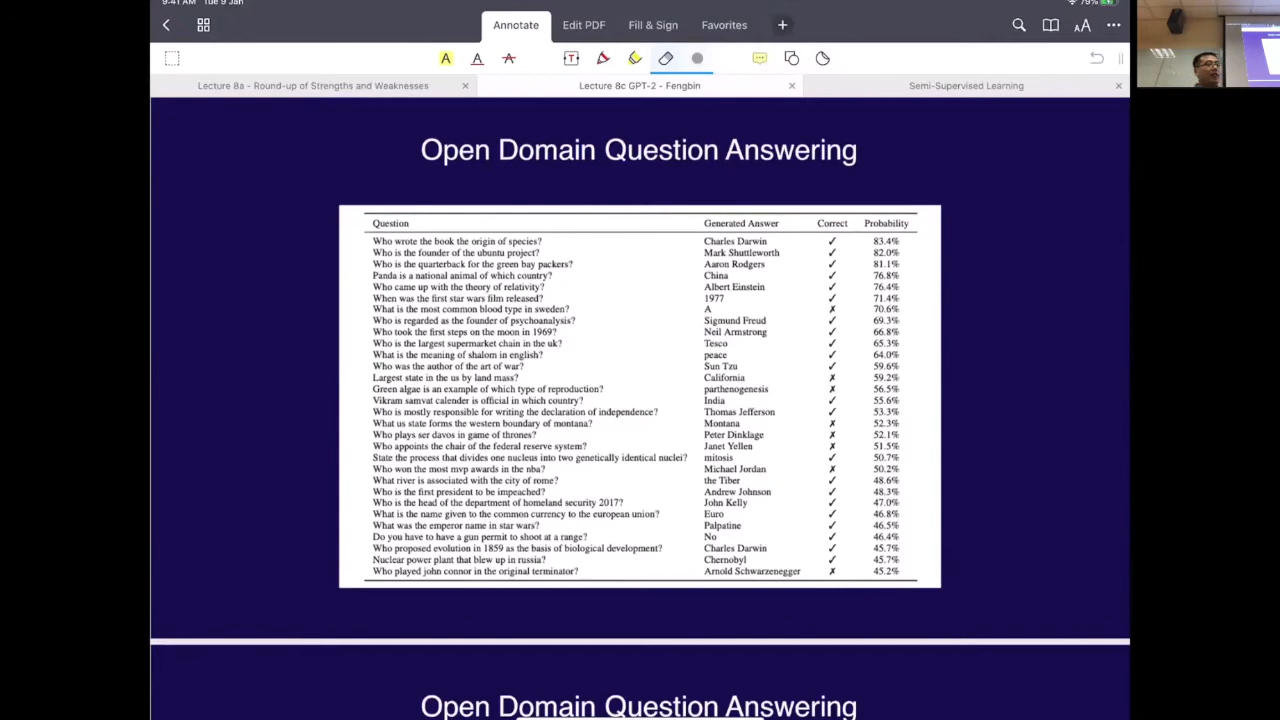 9:41 AM Tue 9 Jan
79%
Annotate Edit PDF Fill & Sign Favorites +
AA
A A A T
Lecture 8a - Round-up of Strengths and Weaknesses × Lecture 8c GPT-2 - Fengbin × Semi-Supervised Learning ×
Open Domain Question Answering
Question Generated Answer Correct Probability
Who wrote the book the origin of species? Charles Darwin ✓ 83.4%
Who is the founder of the ubuntu project? Mark Shuttleworth ✓ 82.0%
Who is the quarterback for the green bay packers? Aaron Rodgers ✓ 81.1%
Panda is a national animal of which country? China ✓ 76.8%
Who came up with the theory of relativity? Albert Einstein ✓ 76.4%
When was the first star wars film released? 1977 ✓ 71.4%
What is the most common blood type in sweden? A ✗ 70.6%
Who is regarded as the founder of psychoanalysis? Sigmund Freud ✓ 69.3%
Who took the first steps on the moon in 1969? Neil Armstrong ✓ 66.8%
Who is the largest supermarket chain in the uk? Tesco ✓ 65.3%
What is the meaning of shalom in english? peace ✓ 64.0%
Who was the author of the art of war? Sun Tzu ✓ 59.6%
Largest state in the us by land mass? California ✗ 59.2%
Green algae is an example of which type of reproduction? parthenogenesis ✗ 56.5%
Vikram samvat calender is official in which country? India ✓ 55.6%
Who is mostly responsible for writing the declaration of independence? Thomas Jefferson ✓ 53.3%
What us state forms the western boundary of montana? Montana ✗ 52.3%
Who plays ser davos in game of thrones? Peter Dinklage ✗ 52.1%
Who appoints the chair of the federal reserve system? Janet Yellen ✗ 51.5%
State the process that divides one nucleus into two genetically identical nuclei? mitosis ✓ 50.7%
Who won the most mvp awards in the nba? Michael Jordan ✗ 50.2%
What river is associated with the city of rome? the Tiber ✓ 48.6%
Who is the first president to be impeached? Andrew Johnson ✓ 48.3%
Who is the head of the department of homeland security 2017? John Kelly ✓ 47.0%
What is the name given to the common currency to the european union? Euro ✓ 46.8%
What was the emperor name in star wars? Palpatine ✓ 46.5%
Do you have to have a gun permit to shoot at a range? No ✓ 46.4%
Who proposed evolution in 1859 as the basis of biological development? Charles Darwin ✓ 45.7%
Nuclear power plant that blew up in russia? Chernobyl ✓ 45.7%
Who played john connor in the original terminator? Arnold Schwarzenegger ✗ 45.2%
Open Domain Question Answering